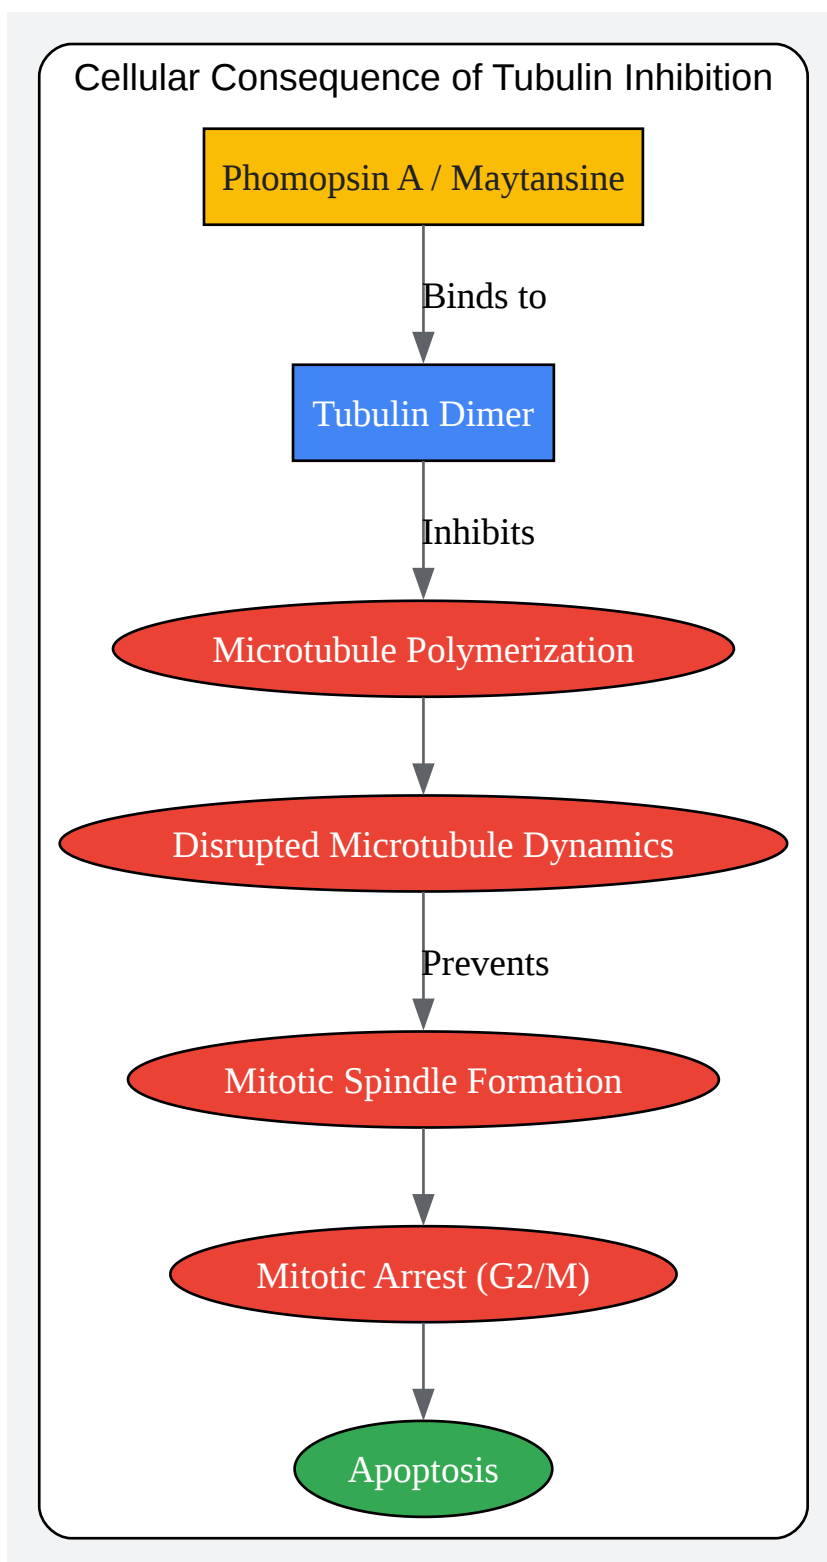 Cellular Consequence of Tubulin Inhibition
Phomopsin A / Maytansine
Binds to
Tubulin Dimer
Inhibits
Microtubule Polymerization
Disrupted Microtubule Dynamics
Prevents
Mitotic Spindle Formation
Mitotic Arrest (G2/M)
Apoptosis